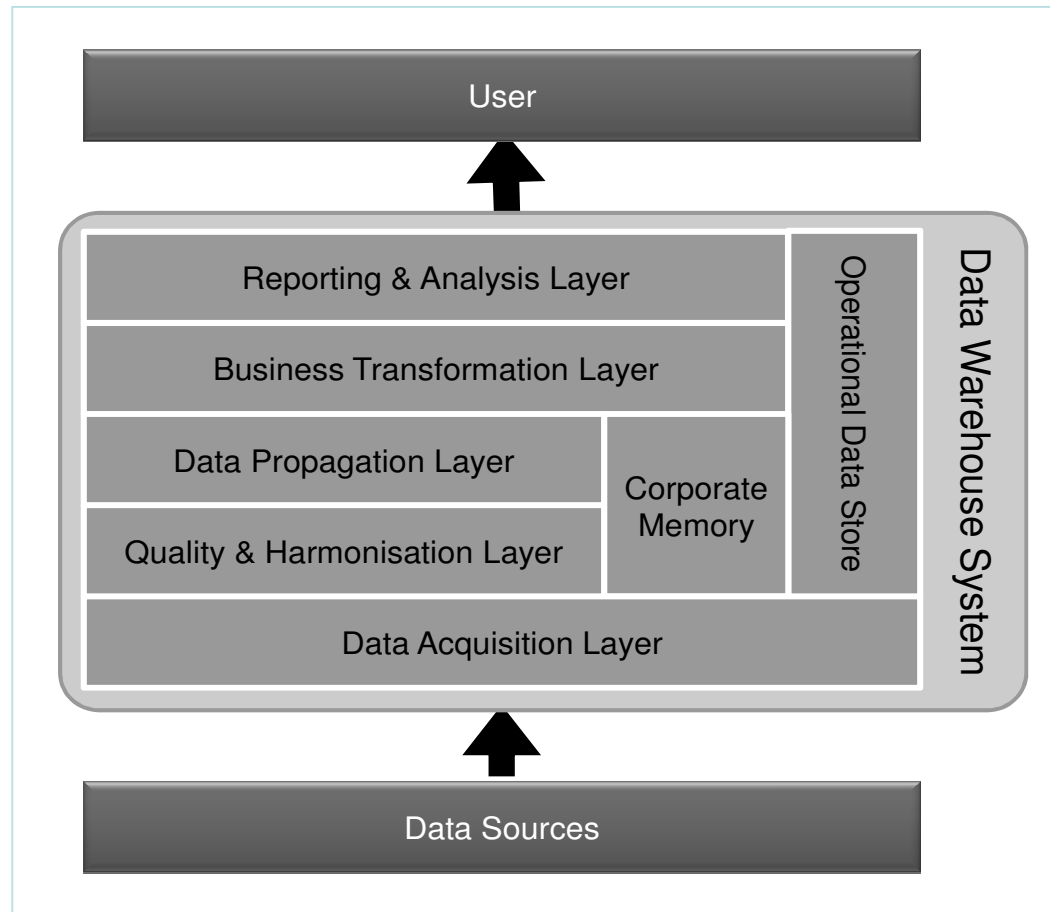 User
Reporting & Analysis Layer
Business Transformation Layer
Data Propagation Layer
Quality & Harmonisation Layer
Corporate
Memory
Operational Data Store
Data Acquisition Layer
Data Warehouse System
Data Sources